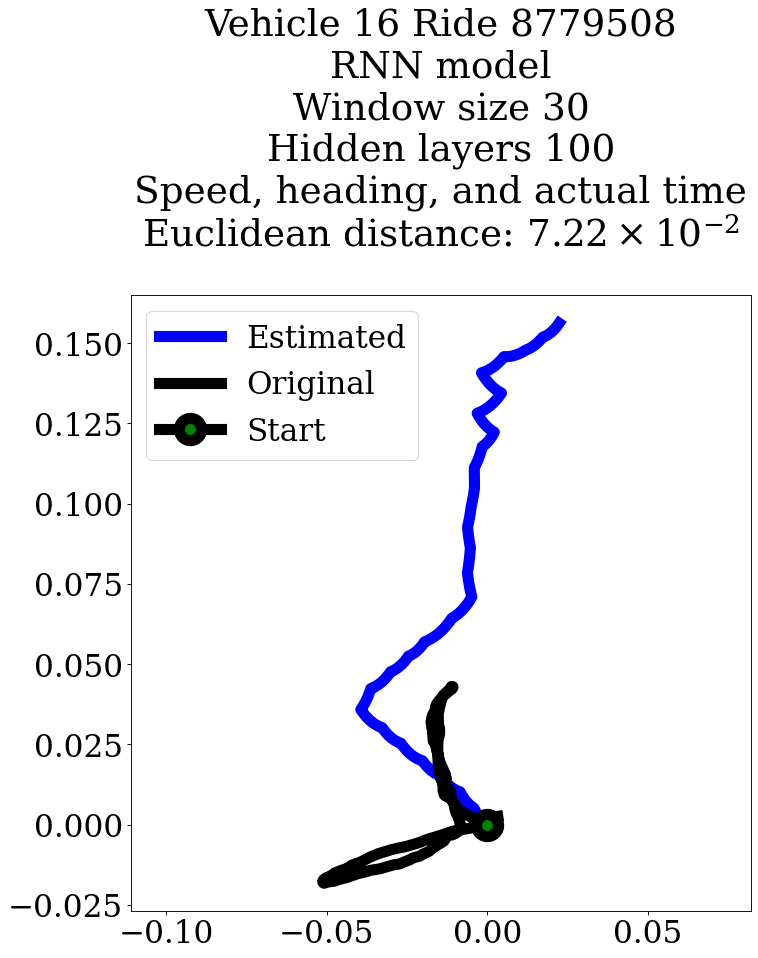 Vehicle 16 Ride 8779508
RNN model
Window size 30
Hidden layers 100
Speed, heading, and actual time
Euclidean distance: 7.22 × 10⁻²
Estimated
Original
Start
0.150
0.125
0.100
0.075
0.050
0.025
0.000
−0.025
−0.10 −0.05 0.00 0.05